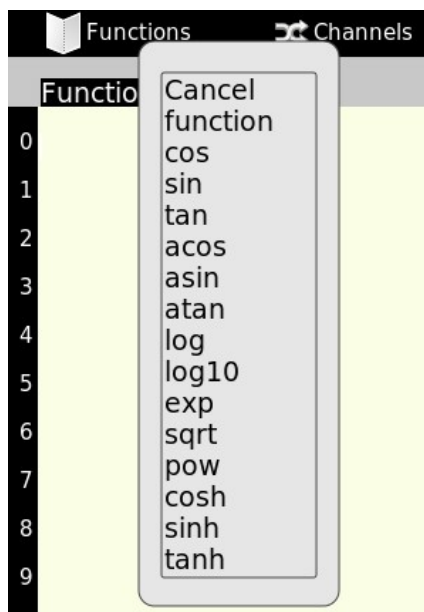 Functions Channels
Functio
Cancel
function
cos
sin
tan
acos
asin
atan
log
log10
exp
sqrt
pow
cosh
sinh
tanh
0
1
2
3
4
5
6
7
8
9